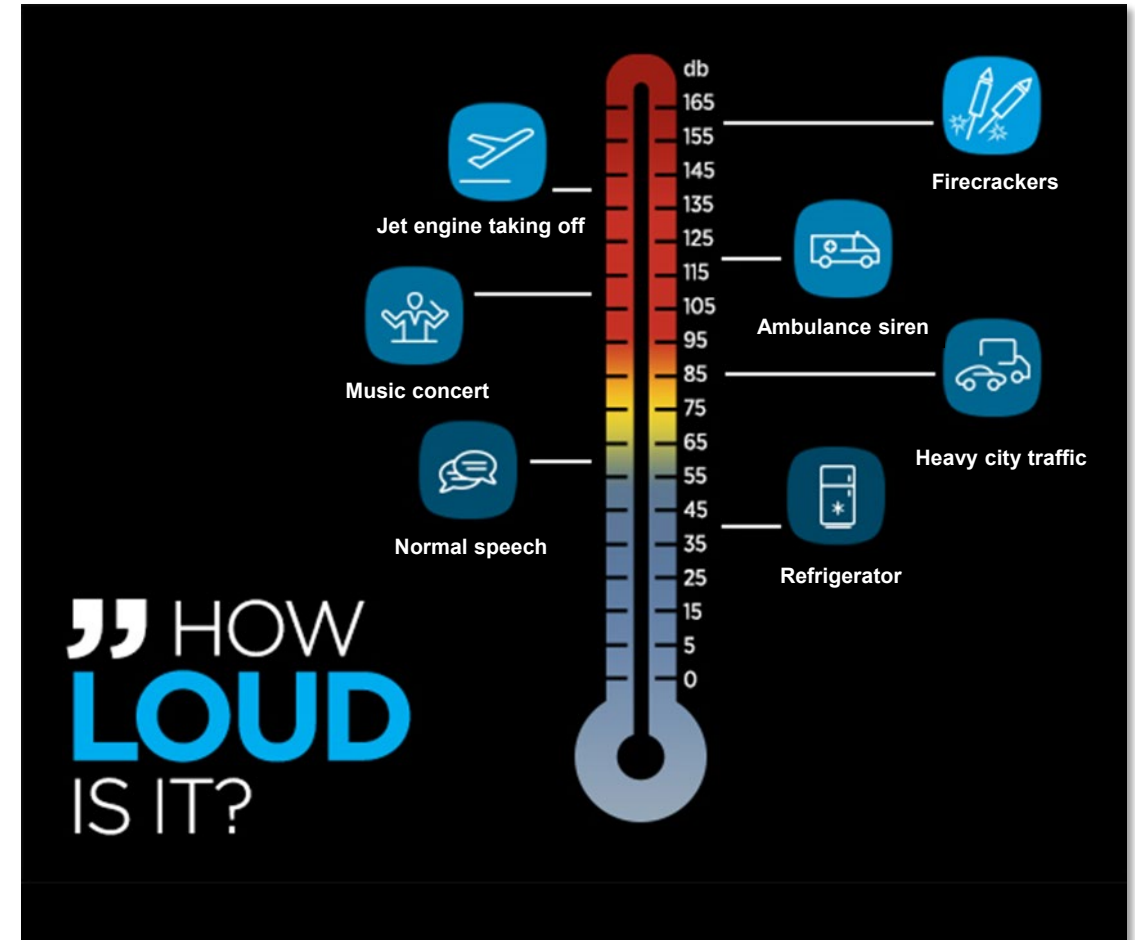 db
165
155
145
135
125
115
105
95
85
75
65
55
45
35
25
15
5
0
Firecrackers
Jet engine taking off
Ambulance siren
Music concert
Heavy city traffic
Normal speech
Refrigerator
” HOW
LOUD
IS IT?